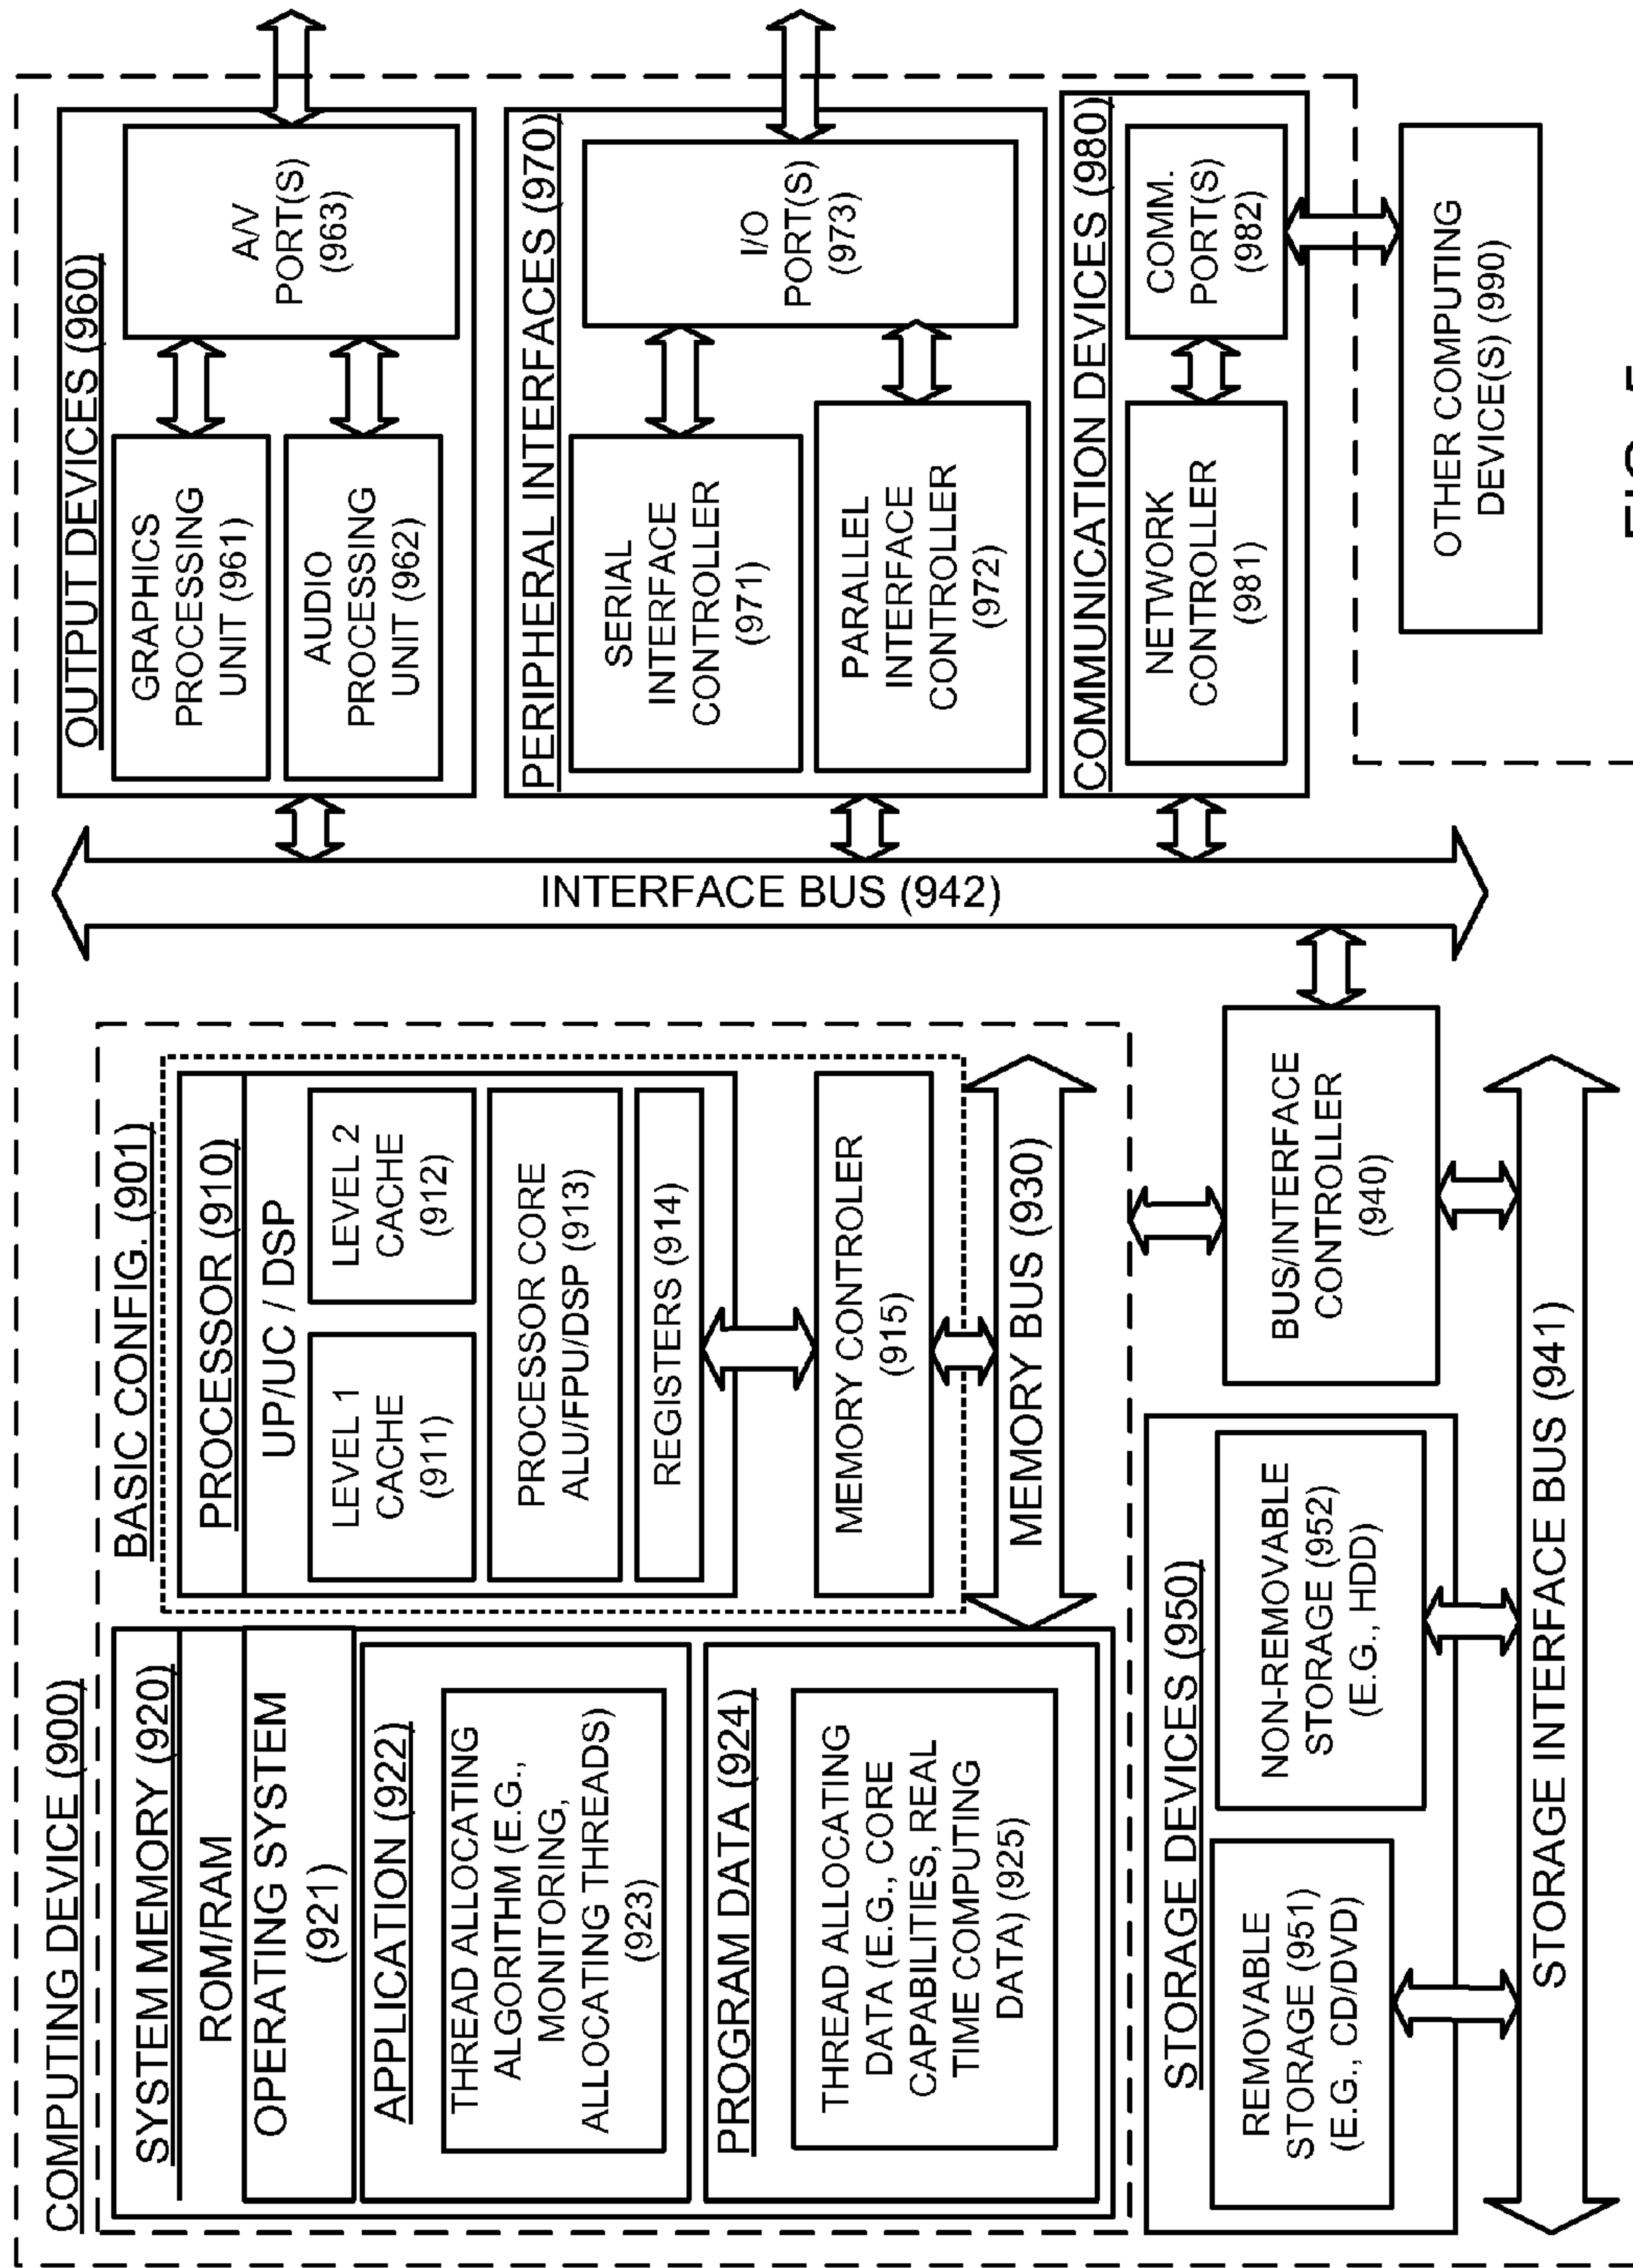 COMPUTING DEVICE (900)
BASIC CONFIG. (901)
SYSTEM MEMORY (920)
ROM/RAM
OPERATING SYSTEM
(921)
APPLICATION (922)
THREAD ALLOCATING
ALGORITHM (E.G.,
MONITORING,
ALLOCATING THREADS)
(923)
PROGRAM DATA (924)
THREAD ALLOCATING
DATA (E.G., CORE
CAPABILITIES, REAL
TIME COMPUTING
DATA) (925)
PROCESSOR (910)
UP/UC / DSP
LEVEL 1
CACHE
(911)
LEVEL 2
CACHE
(912)
PROCESSOR CORE
ALU/FPU/DSP (913)
REGISTERS (914)
MEMORY CONTROLER
(915)
MEMORY BUS (930)
BUS/INTERFACE
CONTROLLER
(940)
STORAGE DEVICES (950)
REMOVABLE
STORAGE (951)
(E.G., CD/DVD)
NON-REMOVABLE
STORAGE (952)
(E.G., HDD)
STORAGE INTERFACE BUS (941)
INTERFACE BUS (942)
OUTPUT DEVICES (960)
GRAPHICS
PROCESSING
UNIT (961)
AUDIO
PROCESSING
UNIT (962)
A/V
PORT(S)
(963)
PERIPHERAL INTERFACES (970)
SERIAL
INTERFACE
CONTROLLER
(971)
PARALLEL
INTERFACE
CONTROLLER
(972)
I/O
PORT(S)
(973)
COMMUNICATION DEVICES (980)
NETWORK
CONTROLLER
(981)
COMM.
PORT(S)
(982)
OTHER COMPUTING
DEVICE(S) (990)